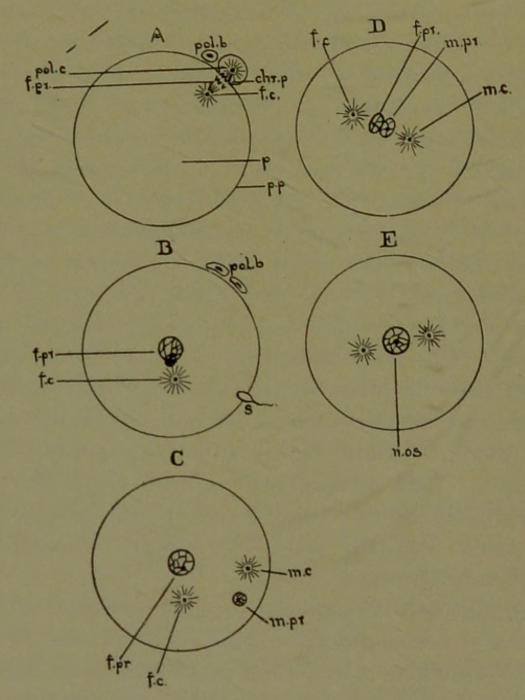 A
pol.b
pol.c
f.pr.
chr.p
f.c.
p
p.p
D
f.c
f.pr.
m.pr.
m.c.
B
pol.b
f.pr
f.c
s
E
n.os
C
m.c
m.pr
f.pr
f.c.